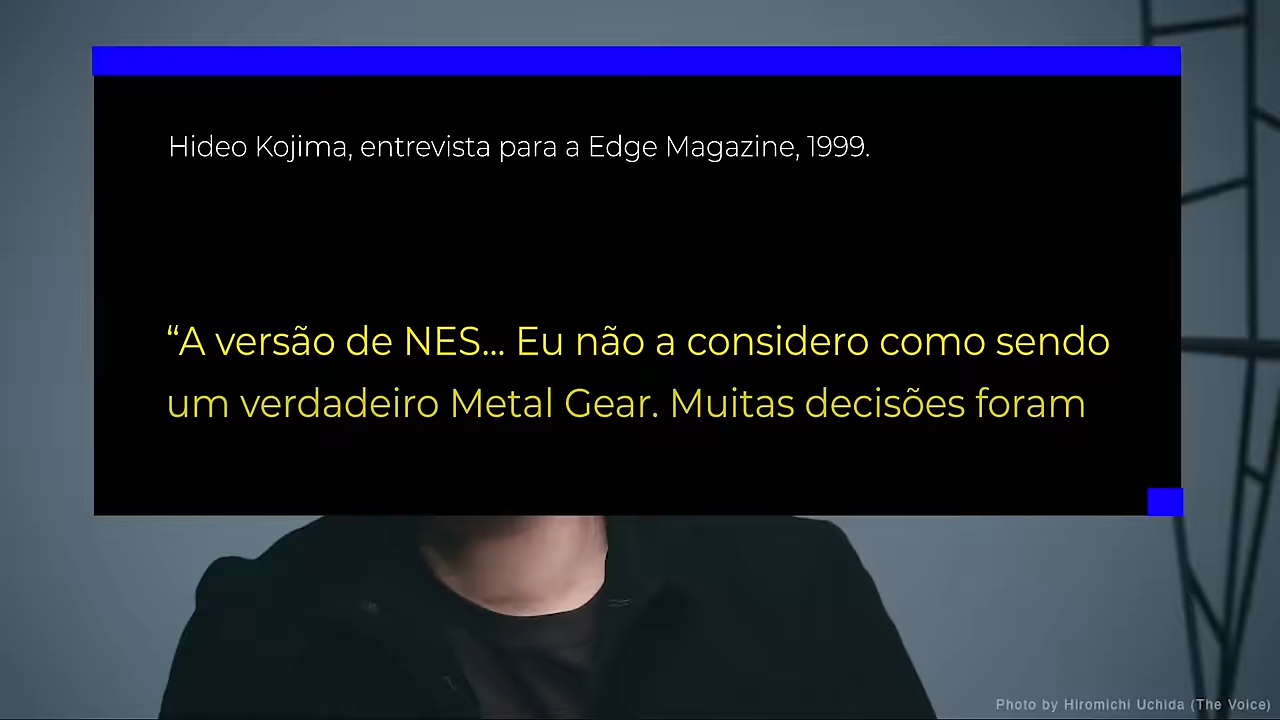 Hideo Kojima, entrevista para a Edge Magazine, 1999.
“A versão de NES... Eu não a considero como sendo
um verdadeiro Metal Gear. Muitas decisões foram
Photo by Hiromichi Uchida (The Voice)